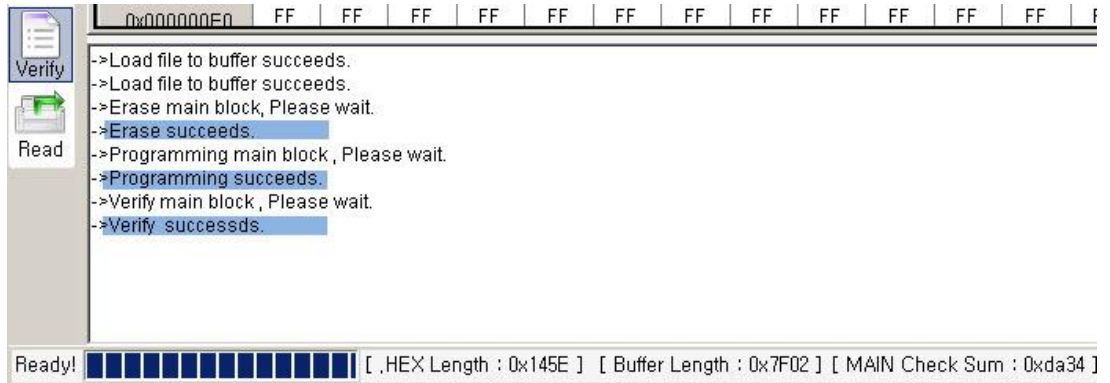 0x000000E0 FF FF FF FF FF FF FF FF FF FF FF
Verify
Read
->Load file to buffer succeeds.
->Load file to buffer succeeds.
->Erase main block, Please wait.
->Erase succeeds.
->Programming main block , Please wait.
->Programming succeeds.
->Verify main block , Please wait.
->Verify successds.
Ready! [ ,HEX Length : 0x145E ] [ Buffer Length : 0x7F02 ] [ MAIN Check Sum : 0xda34 ]